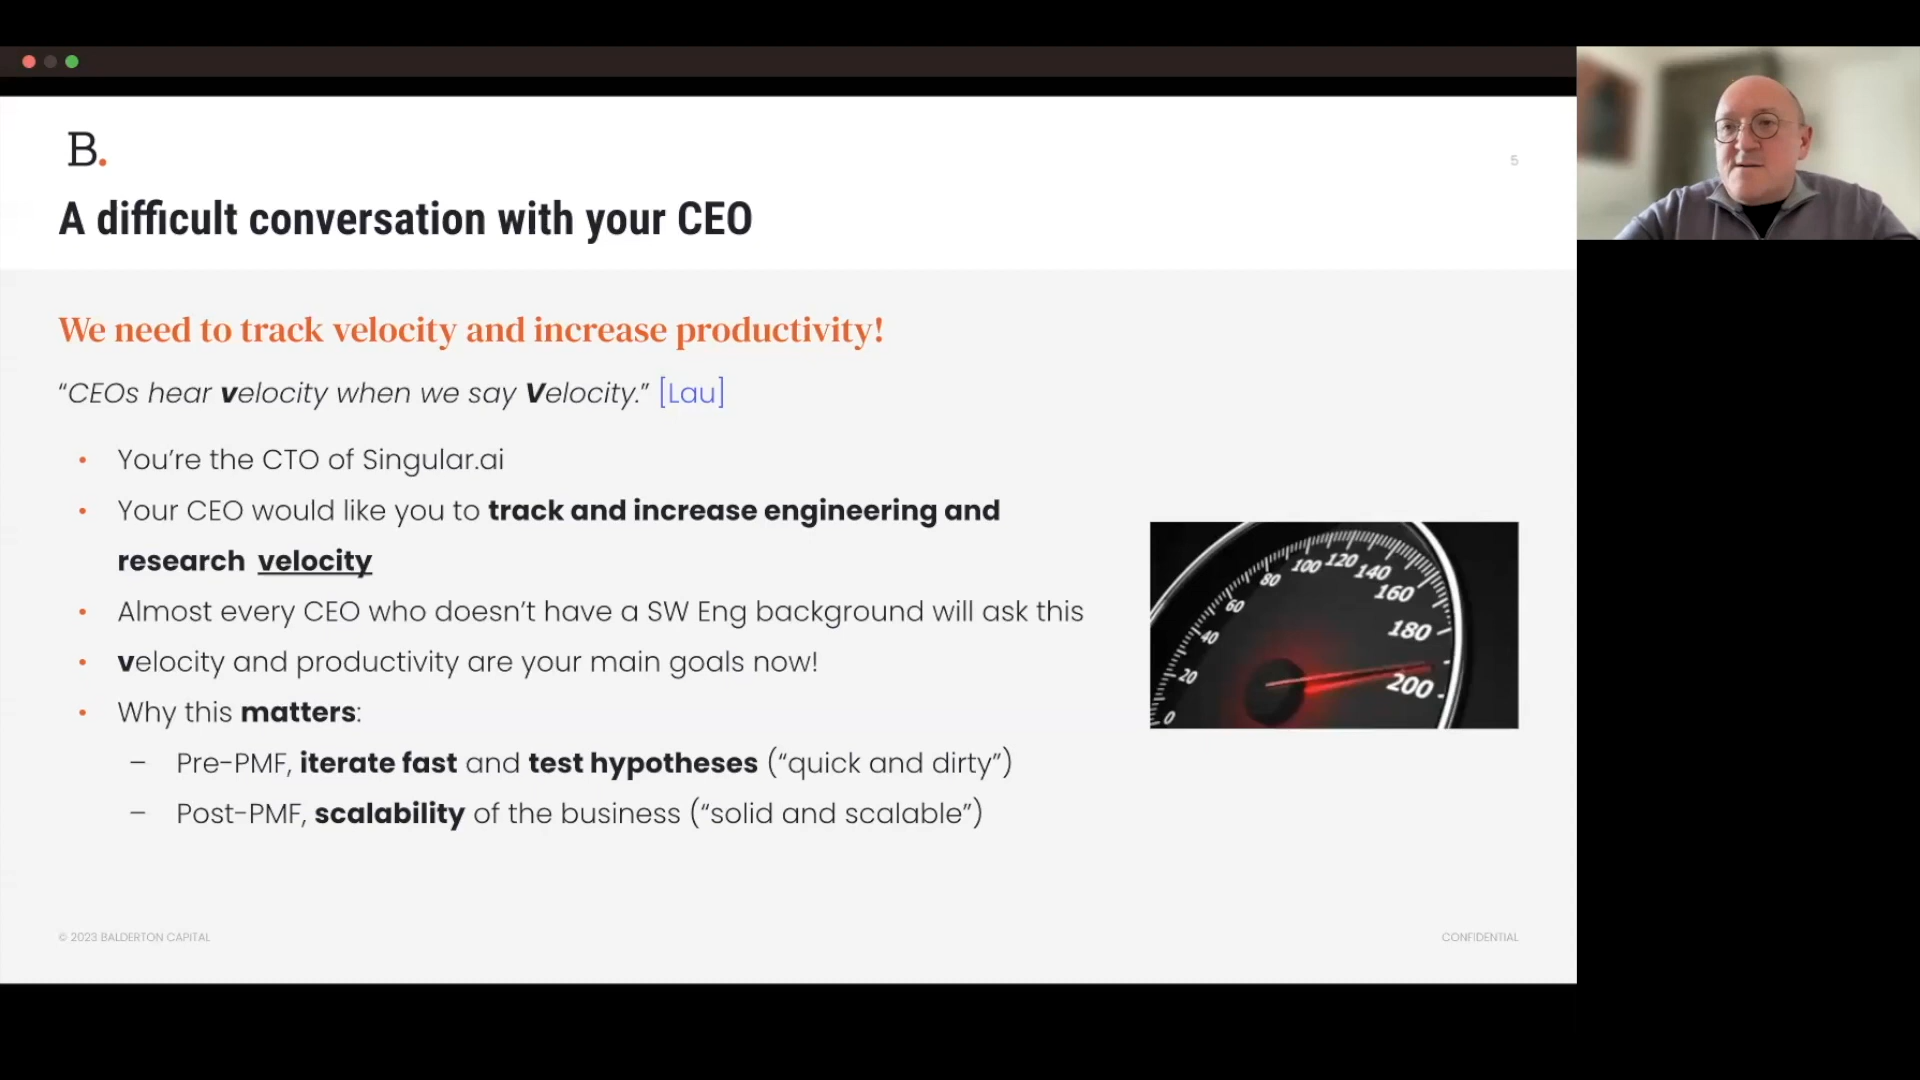 B.
5
A difficult conversation with your CEO
We need to track velocity and increase productivity!
“CEOs hear velocity when we say Velocity.” [Lau]
• You’re the CTO of Singular.ai
• Your CEO would like you to track and increase engineering and
research velocity
• Almost every CEO who doesn’t have a SW Eng background will ask this
• velocity and productivity are your main goals now!
• Why this matters:
– Pre-PMF, iterate fast and test hypotheses (“quick and dirty”)
– Post-PMF, scalability of the business (“solid and scalable”)
0
20
40
60
80
100
120
140
160
180
200
© 2023 BALDERTON CAPITAL
CONFIDENTIAL